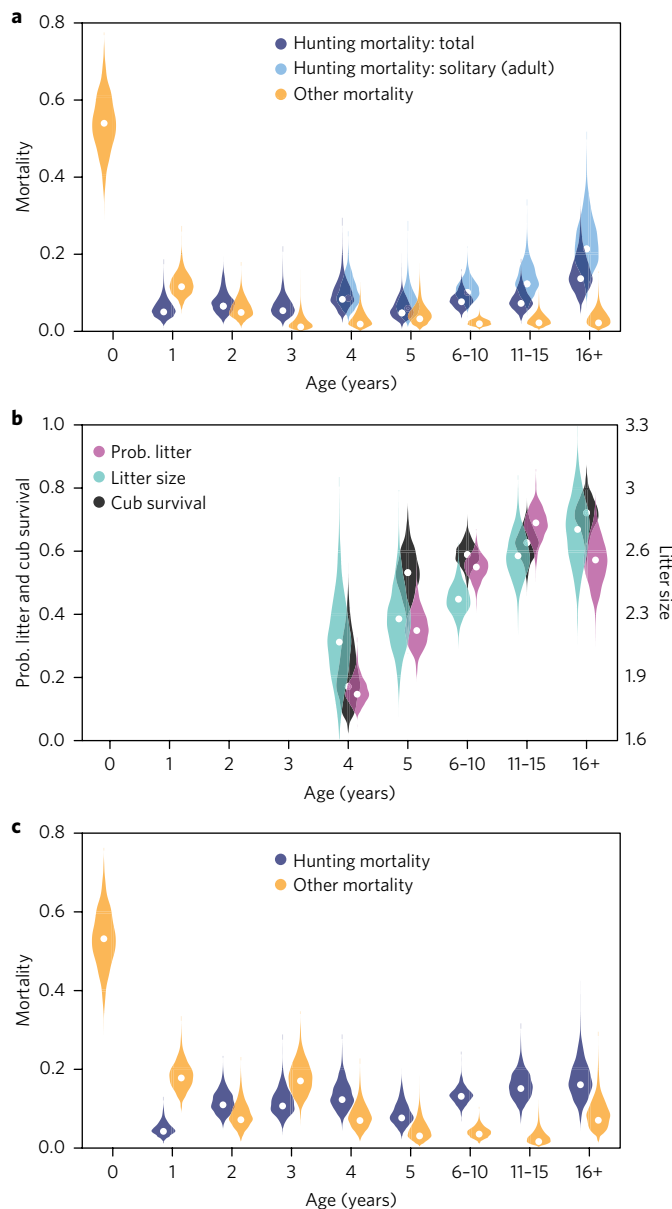 a
0.8
0.6
0.4
0.2
0.0
Mortality
Hunting mortality: total
Hunting mortality: solitary (adult)
Other mortality
0 1 2 3 4 5 6–10 11–15 16+
Age (years)
b
1.0
0.8
0.6
0.4
0.2
0.0
Prob. litter and cub survival
Prob. litter
Litter size
Cub survival
3.3
3
2.6
2.3
1.9
1.6
Litter size
0 1 2 3 4 5 6–10 11–15 16+
Age (years)
c
0.8
0.6
0.4
0.2
0.0
Mortality
Hunting mortality
Other mortality
0 1 2 3 4 5 6–10 11–15 16+
Age (years)